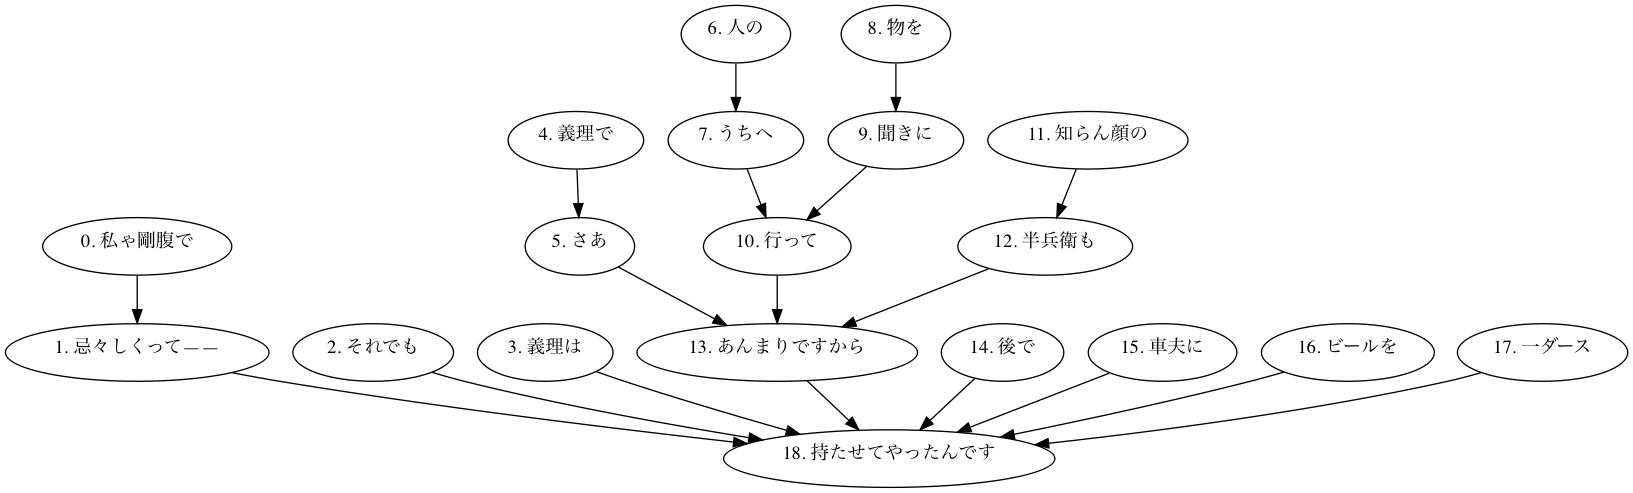 6. 人の
8. 物を
4. 義理で
7. うちへ
9. 聞きに
11. 知らん顔の
0. 私ゃ剛腹で
5. さあ
10. 行って
12. 半兵衛も
1. 忌々しくって——
2. それでも
3. 義理は
13. あんまりですから
14. 後で
15. 車夫に
16. ビールを
17. 一ダース
18. 持たせてやったんです